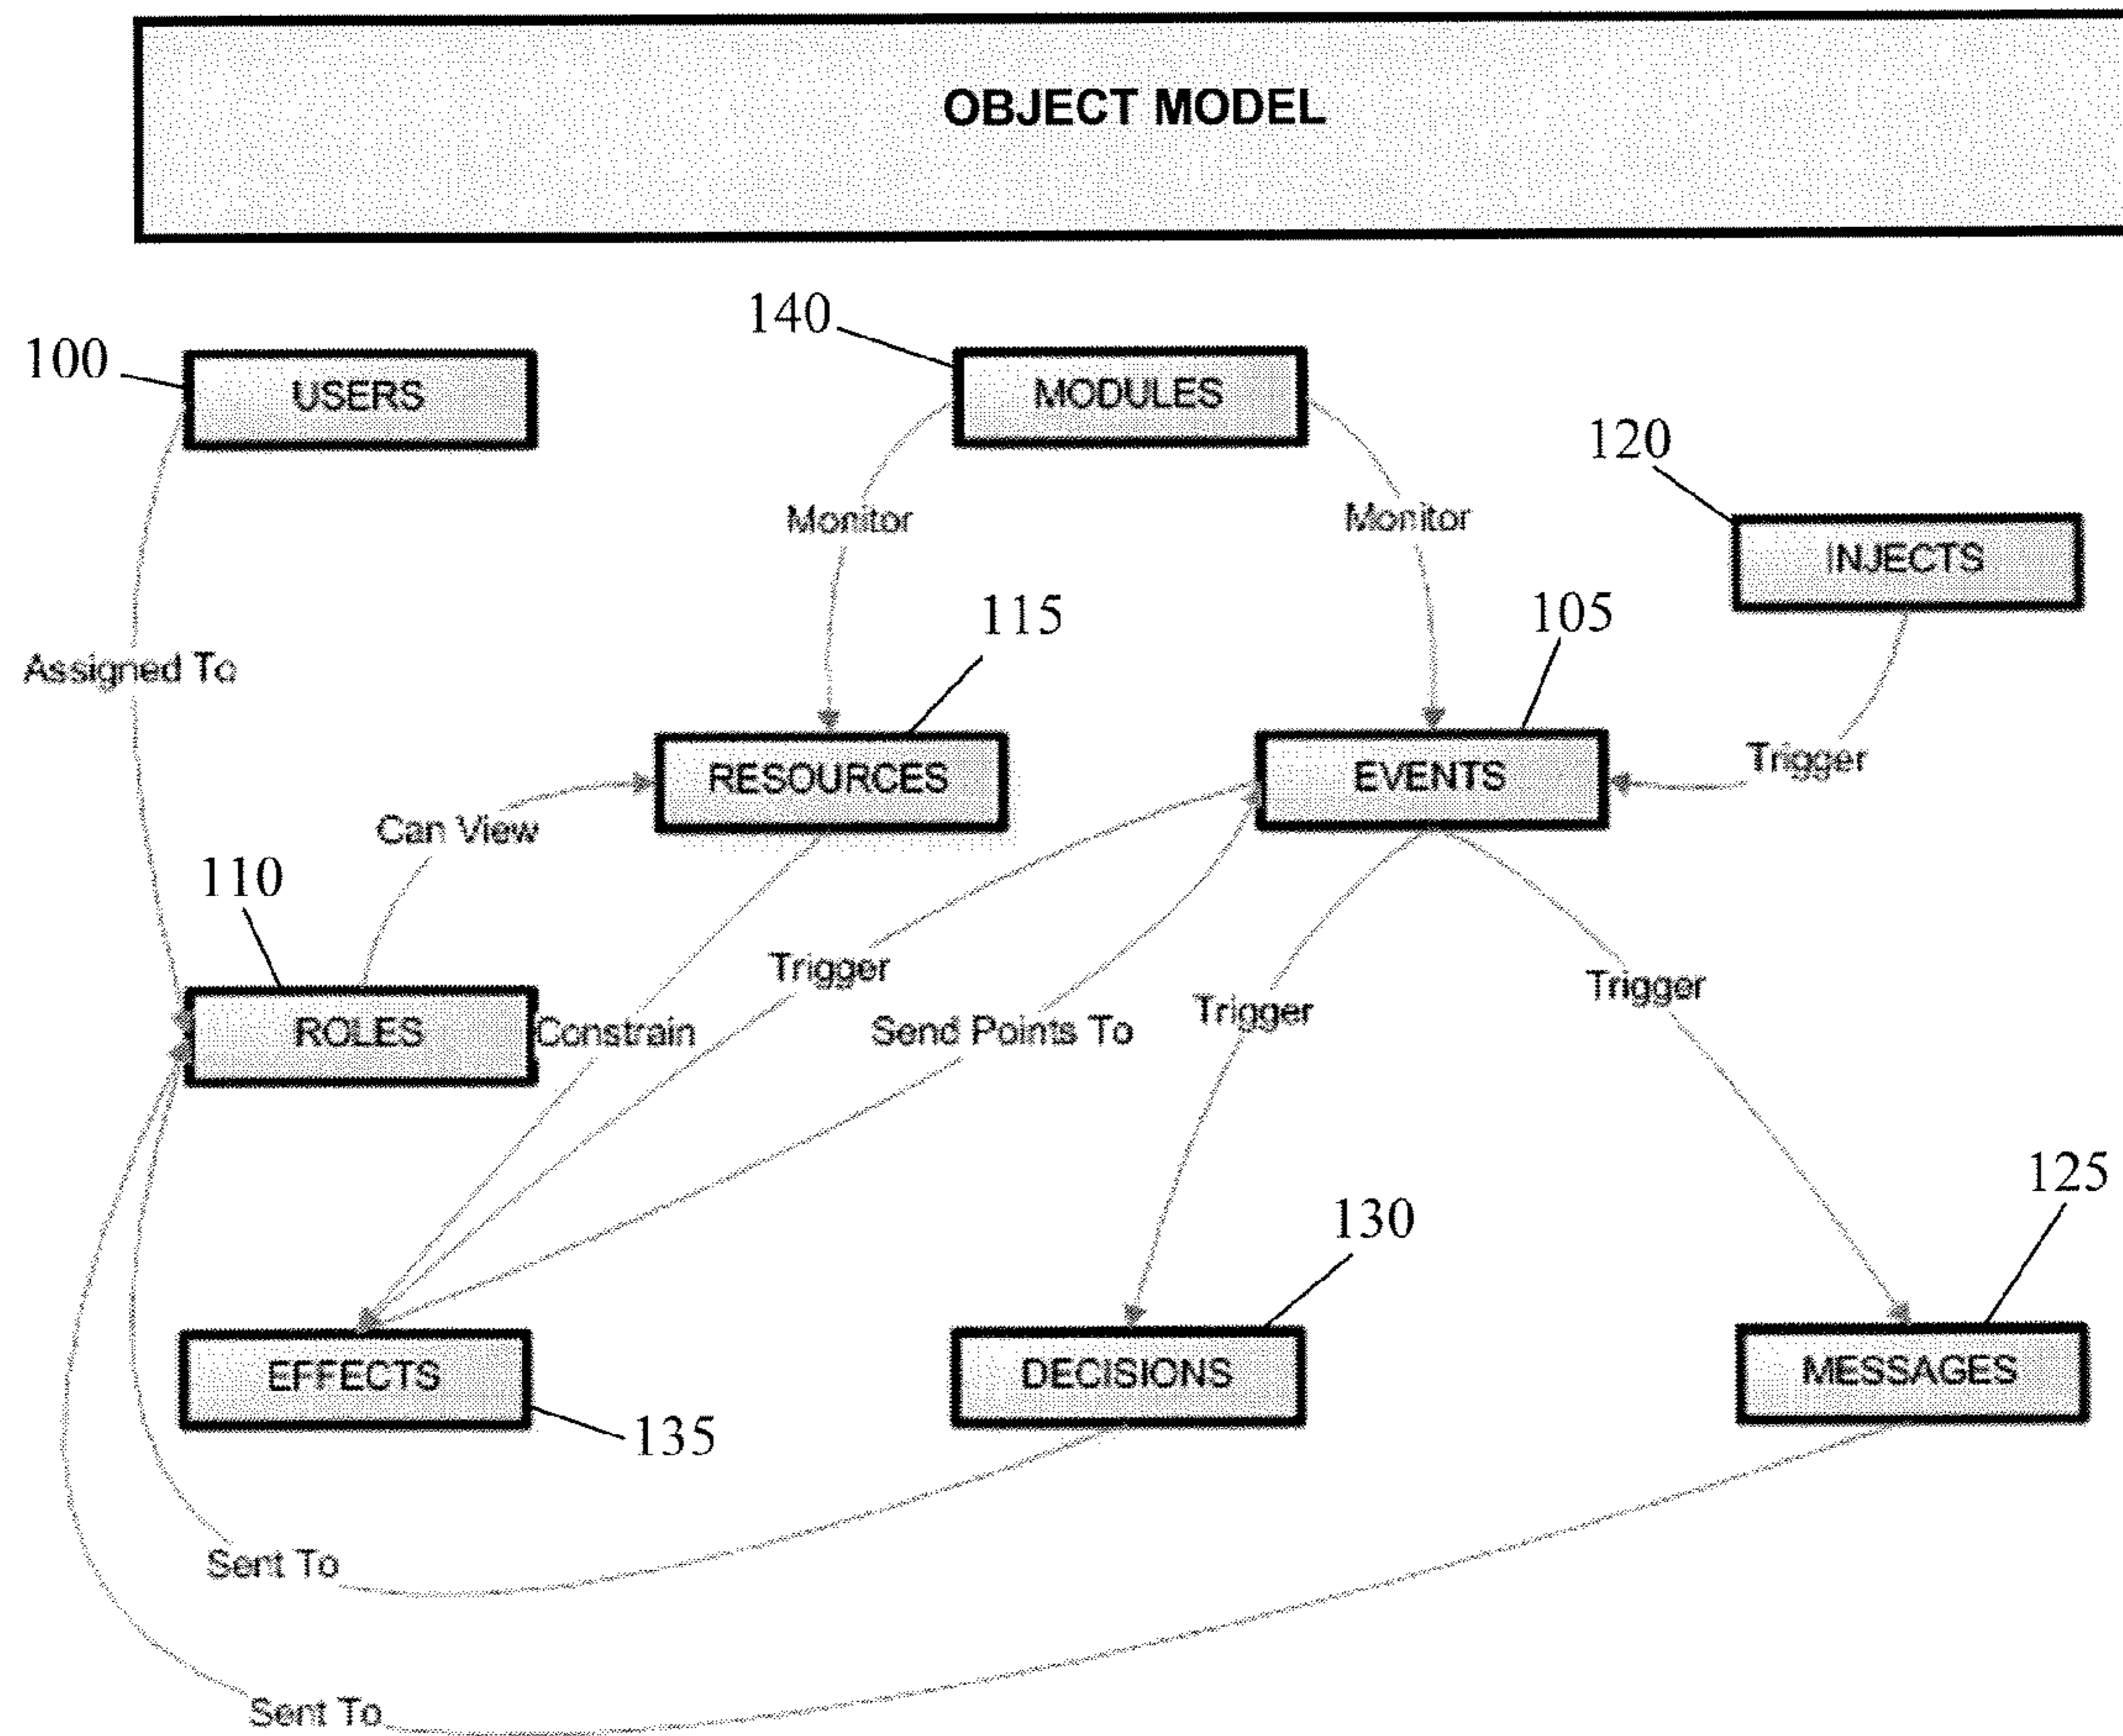 OBJECT MODEL
140
100
USERS
MODULES
120
Monitor
Monitor
INJECTS
115
105
Assigned To
Trigger
RESOURCES
EVENTS
Can View
110
Trigger
Trigger
Trigger
ROLES
Constrain
Send Points To
125
130
EFFECTS
DECISIONS
MESSAGES
135
Sent To
Sent To